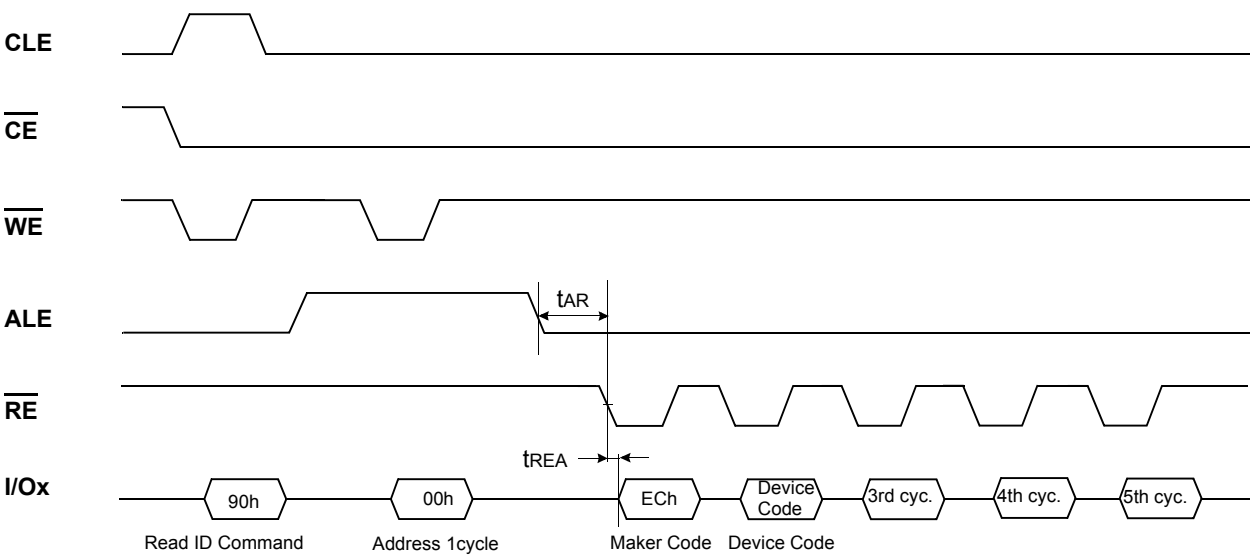 CLE
CE
WE
ALE
tAR
RE
tREA
I/Ox
90h
00h
ECh
Device
Code
3rd cyc.
4th cyc.
5th cyc.
Read ID Command
Address 1cycle
Maker Code
Device Code